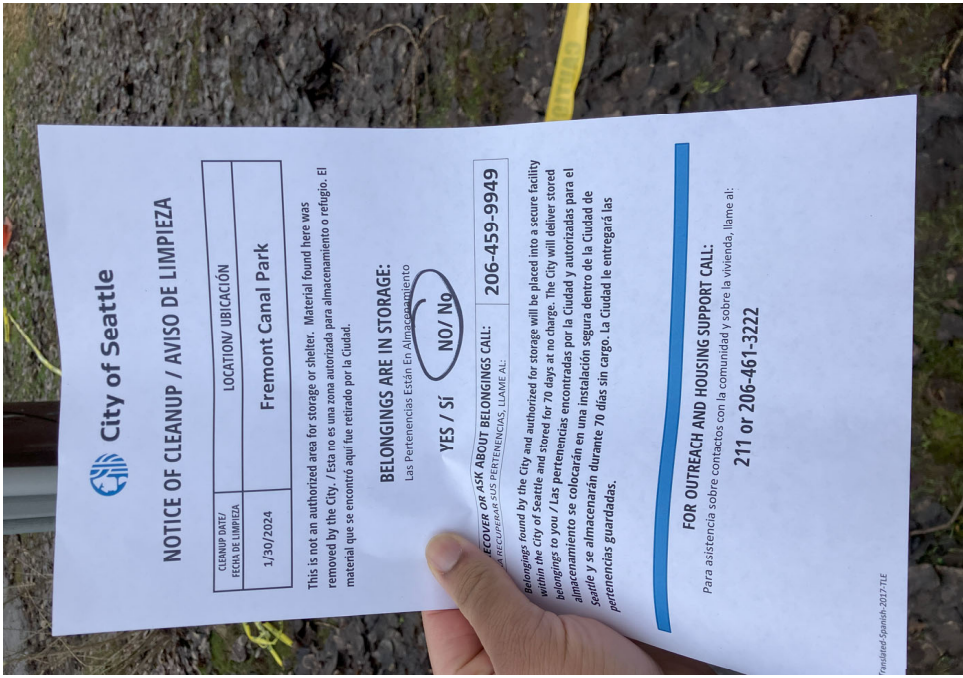 City of Seattle
NOTICE OF CLEANUP / AVISO DE LIMPIEZA
CLEANUP DATE/
FECHA DE LIMPIEZA
LOCATION/ UBICACIÓN
1/30/2024
Fremont Canal Park
This is not an authorized area for storage or shelter. Material found here was
removed by the City. / Esta no es una zona autorizada para almacenamiento o refugio. El
material que se encontró aquí fue retirado por la Ciudad.
BELONGINGS ARE IN STORAGE:
Las Pertenencias Están En Almacenamiento
YES / Sí NO/ No
ECOVER OR ASK ABOUT BELONGINGS CALL:
A RECUPERAR SUS PERTENENCIAS, LLAME AL:
206-459-9949
Belongings found by the City and authorized for storage will be placed into a secure facility
within the City of Seattle and stored for 70 days at no charge. The City will deliver stored
belongings to you / Las pertenencias encontradas por la Ciudad y autorizadas para el
almacenamiento se colocarán en una instalación segura dentro de la Ciudad de
Seattle y se almacenarán durante 70 días sin cargo. La Ciudad le entregará las
pertenencias guardadas.
FOR OUTREACH AND HOUSING SUPPORT CALL:
Para asistencia sobre contactos con la comunidad y sobre la vivienda, llame al:
211 or 206-461-3222
Translated-Spanish-2017-TLE
CAUTION